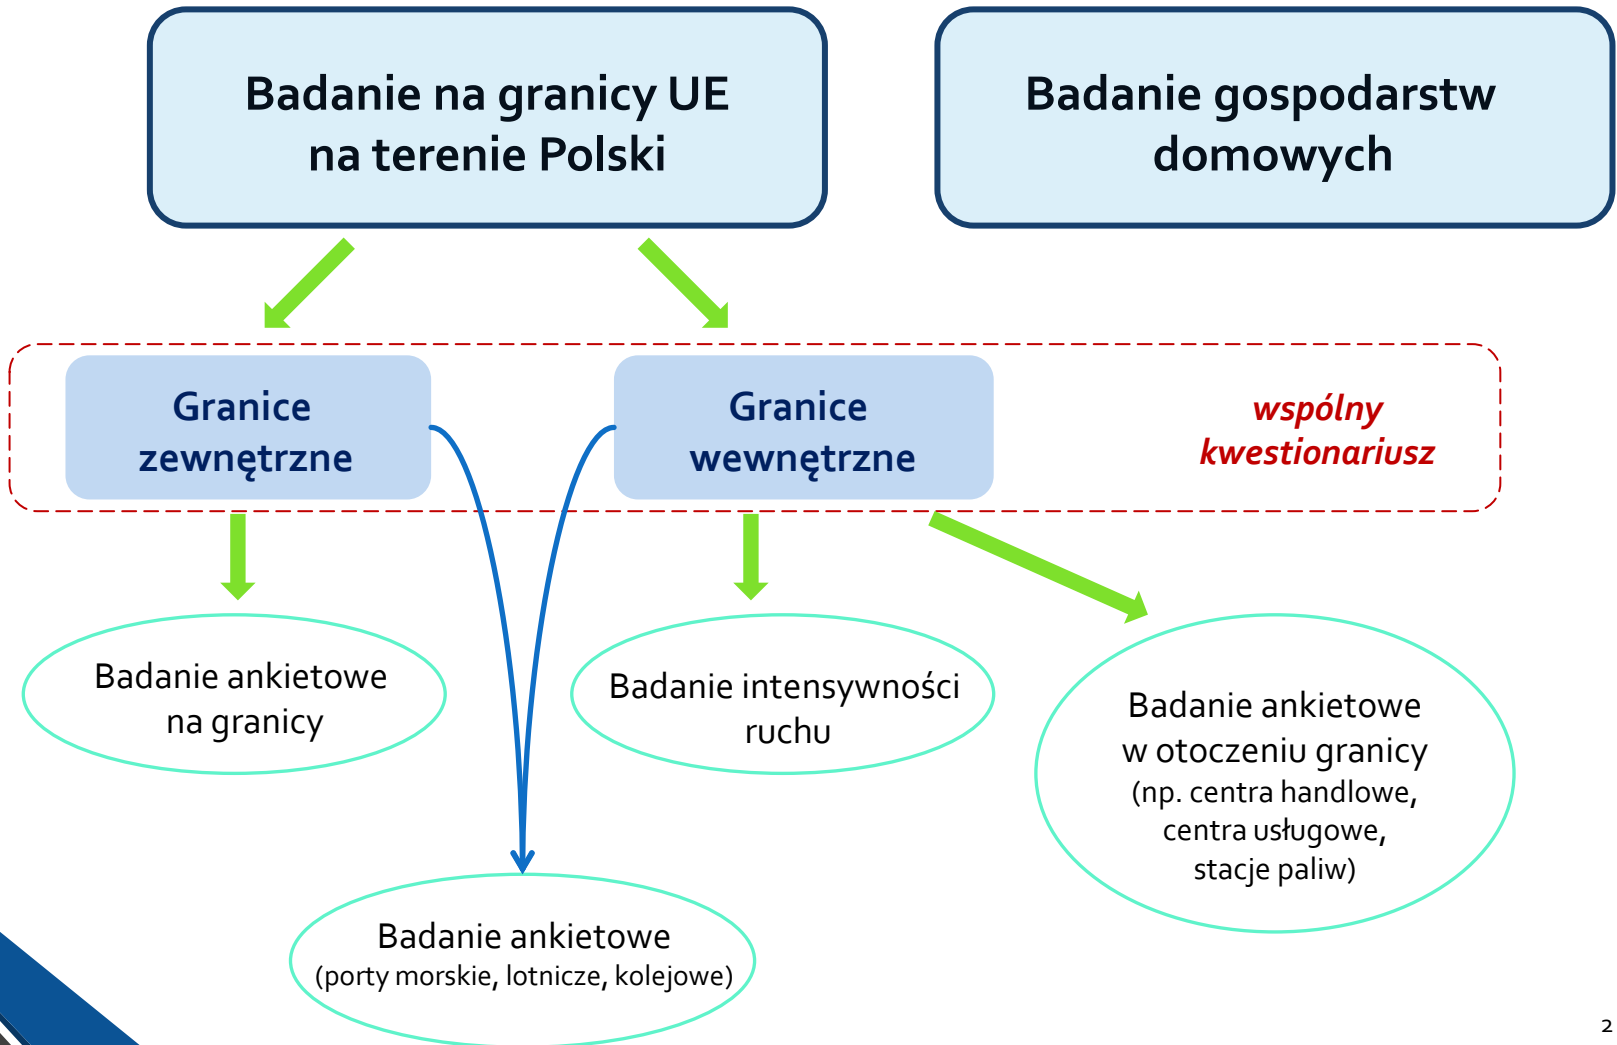 Badanie na granicy UE
na terenie Polski
Badanie gospodarstw
domowych
Granice
zewnętrzne
Granice
wewnętrzne
wspólny
kwestionariusz
Badanie ankietowe
na granicy
Badanie intensywności
ruchu
Badanie ankietowe
w otoczeniu granicy
(np. centra handlowe,
centra usługowe,
stacje paliw)
Badanie ankietowe
(porty morskie, lotnicze, kolejowe)
2